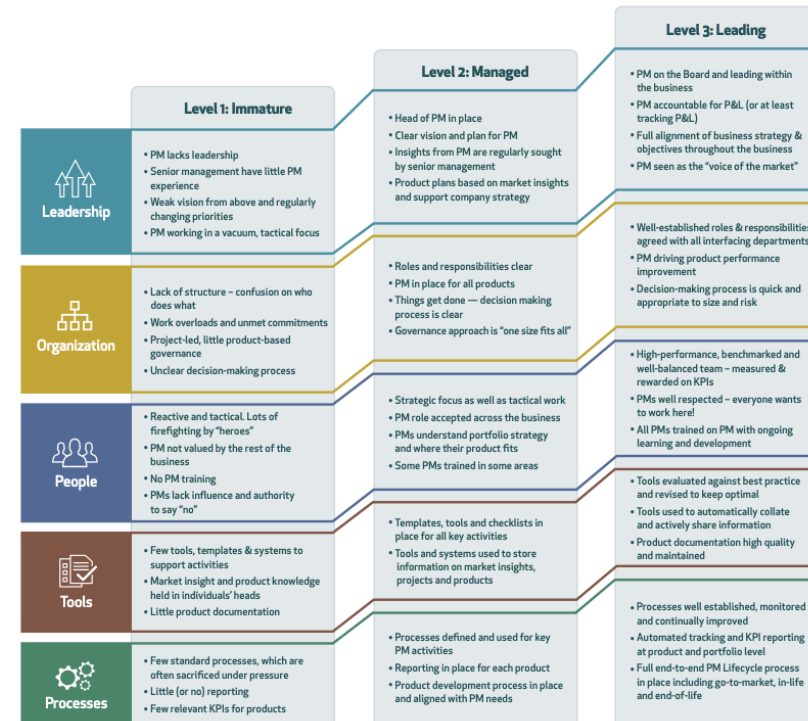 Level 1: Immature
Level 2: Managed
Level 3: Leading
Leadership
• PM lacks leadership
• Senior management have little PM
experience
• Weak vision from above and regularly
changing priorities
• PM working in a vacuum, tactical focus
• Head of PM in place
• Clear vision and plan for PM
• Insights from PM are regularly sought
by senior management
• Product plans based on market insights
and support company strategy
• PM on the Board and leading within
the business
• PM accountable for P&L (or at least
tracking P&L)
• Full alignment of business strategy &
objectives throughout the business
• PM seen as the “voice of the market”
Organization
• Lack of structure – confusion on who
does what
• Work overloads and unmet commitments
• Project-led, little product-based
governance
• Unclear decision-making process
• Roles and responsibilities clear
• PM in place for all products
• Things get done — decision making
process is clear
• Governance approach is “one size fits all”
• Well-established roles & responsibilities
agreed with all interfacing departments
• PM driving product performance
improvement
• Decision-making process is quick and
appropriate to size and risk
People
• Reactive and tactical. Lots of
firefighting by “heroes”
• PM not valued by the rest of the
business
• No PM training
• PMs lack influence and authority
to say “no”
• Strategic focus as well as tactical work
• PM role accepted across the business
• PMs understand portfolio strategy
and where their product fits
• Some PMs trained in some areas
• High-performance, benchmarked and
well-balanced team – measured &
rewarded on KPIs
• PMs well respected – everyone wants
to work here!
• All PMs trained on PM with ongoing
learning and development
Tools
• Few tools, templates & systems to
support activities
• Market insight and product knowledge
held in individuals’ heads
• Little product documentation
• Templates, tools and checklists in
place for all key activities
• Tools and systems used to store
information on market insights,
projects and products
• Tools evaluated against best practice
and revised to keep optimal
• Tools used to automatically collate
and actively share information
• Product documentation high quality
and maintained
Processes
• Few standard processes, which are
often sacrificed under pressure
• Little (or no) reporting
• Few relevant KPIs for products
• Processes defined and used for key
PM activities
• Reporting in place for each product
• Product development process in place
and aligned with PM needs
• Processes well established, monitored
and continually improved
• Automated tracking and KPI reporting
at product and portfolio level
• Full end-to-end PM Lifecycle process
in place including go-to-market, in-life
and end-of-life